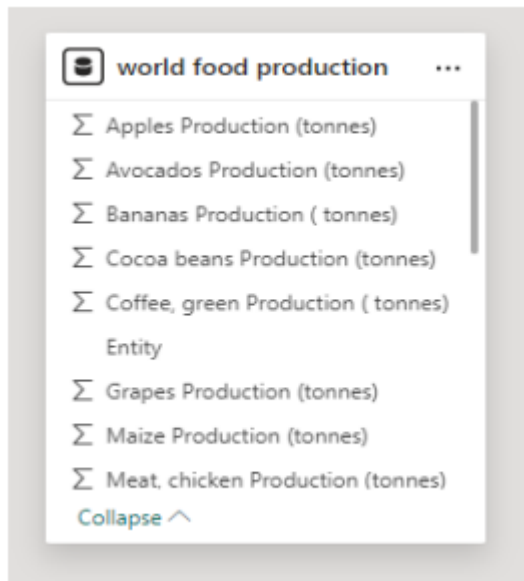 world food production ...
Σ Apples Production (tonnes)
Σ Avocados Production (tonnes)
Σ Bananas Production ( tonnes)
Σ Cocoa beans Production (tonnes)
Σ Coffee, green Production ( tonnes)
Entity
Σ Grapes Production (tonnes)
Σ Maize Production (tonnes)
Σ Meat, chicken Production (tonnes)
Collapse